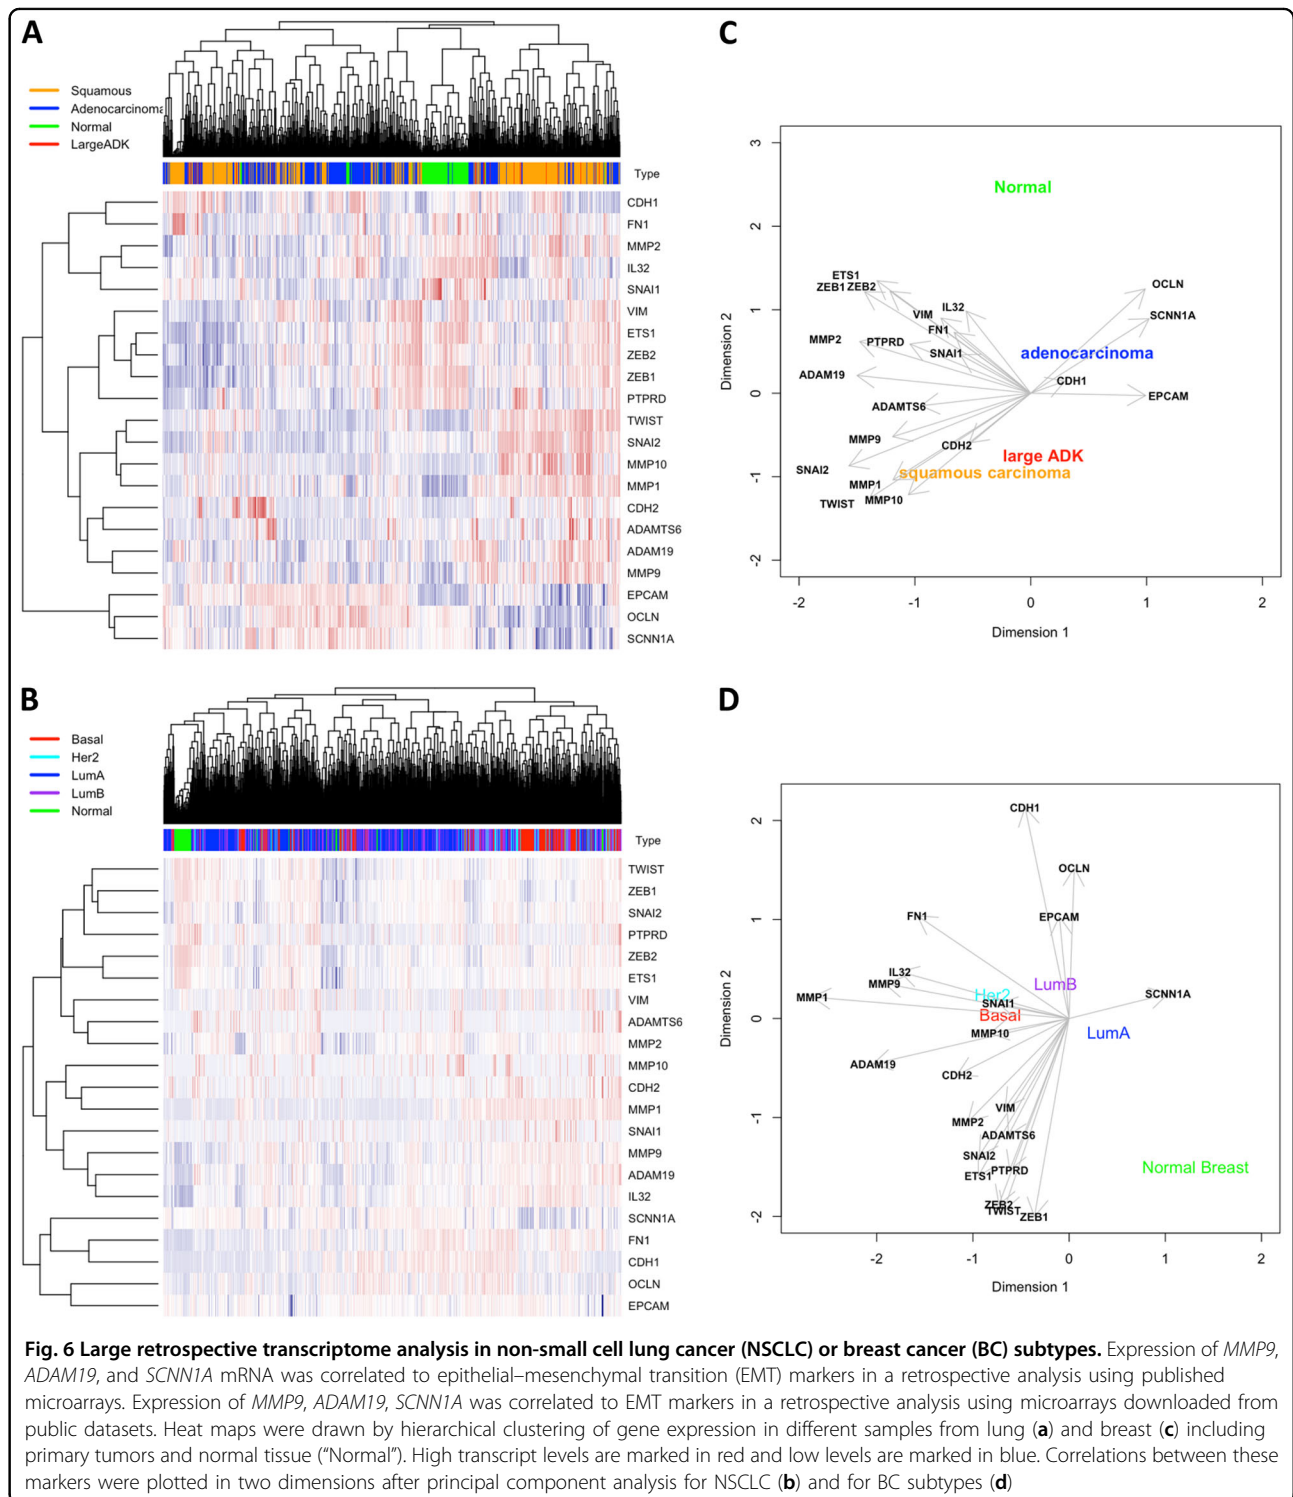 A
Squamous
Adenocarcinoma
Normal
LargeADK
Type
CDH1
FN1
MMP2
IL32
SNAI1
VIM
ETS1
ZEB2
ZEB1
PTPRD
TWIST
SNAI2
MMP10
MMP1
CDH2
ADAMTS6
ADAM19
MMP9
EPCAM
OCLN
SCNN1A
C
3
2
1
0
-1
-2
Dimension 2
Normal
ETS1
ZEB1 ZEB2
OCLN
VIM
IL32
SCNN1A
FN1
MMP2
PTPRD
SNAI1
adenocarcinoma
ADAM19
CDH1
EPCAM
ADAMTS6
MMP9
CDH2
large ADK
SNAI2
squamous carcinoma
MMP1
TWIST
MMP10
-2 -1 0 1 2
Dimension 1
B
Basal
Her2
LumA
LumB
Normal
Type
TWIST
ZEB1
SNAI2
PTPRD
ZEB2
ETS1
VIM
ADAMTS6
MMP2
MMP10
CDH2
MMP1
SNAI1
MMP9
ADAM19
IL32
SCNN1A
FN1
CDH1
OCLN
EPCAM
D
2
1
0
-1
-2
Dimension 2
CDH1
OCLN
FN1
EPCAM
IL32
MMP9
LumB
MMP1
Her2
SCNN1A
SNAI1
Basal
MMP10
LumA
ADAM19
CDH2
VIM
MMP2
ADAMTS6
SNAI2
PTPRD
ETS1
Normal Breast
ZEB2
TWIST
ZEB1
-2 -1 0 1 2
Dimension 1
Fig. 6 Large retrospective transcriptome analysis in non-small cell lung cancer (NSCLC) or breast cancer (BC) subtypes. Expression of MMP9,
ADAM19, and SCNN1A mRNA was correlated to epithelial–mesenchymal transition (EMT) markers in a retrospective analysis using published
microarrays. Expression of MMP9, ADAM19, SCNN1A was correlated to EMT markers in a retrospective analysis using microarrays downloaded from
public datasets. Heat maps were drawn by hierarchical clustering of gene expression in different samples from lung (a) and breast (c) including
primary tumors and normal tissue (“Normal”). High transcript levels are marked in red and low levels are marked in blue. Correlations between these
markers were plotted in two dimensions after principal component analysis for NSCLC (b) and for BC subtypes (d)